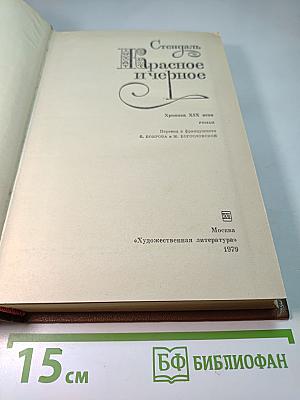 Стендаль
Красное
и черное
Хроника XIX века
РОМАН
Перевод с французского
С. БОБРОВА и М. БОГОСЛОВСКОЙ
Москва
«Художественная литература»
1979
15 см
БФ БИБЛИОФАН